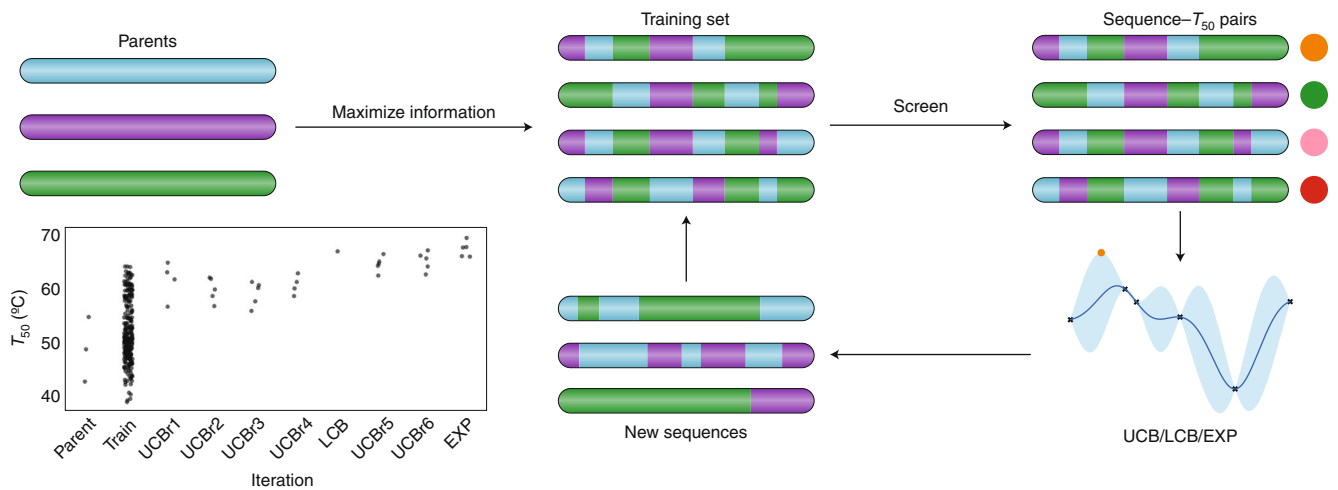 Parents
Maximize information
Training set
Screen
Sequence–T50 pairs
70
60
50
40
T50 (ºC)
Parent
Train
UCBr1
UCBr2
UCBr3
UCBr4
LCB
UCBr5
UCBr6
EXP
Iteration
New sequences
UCB/LCB/EXP